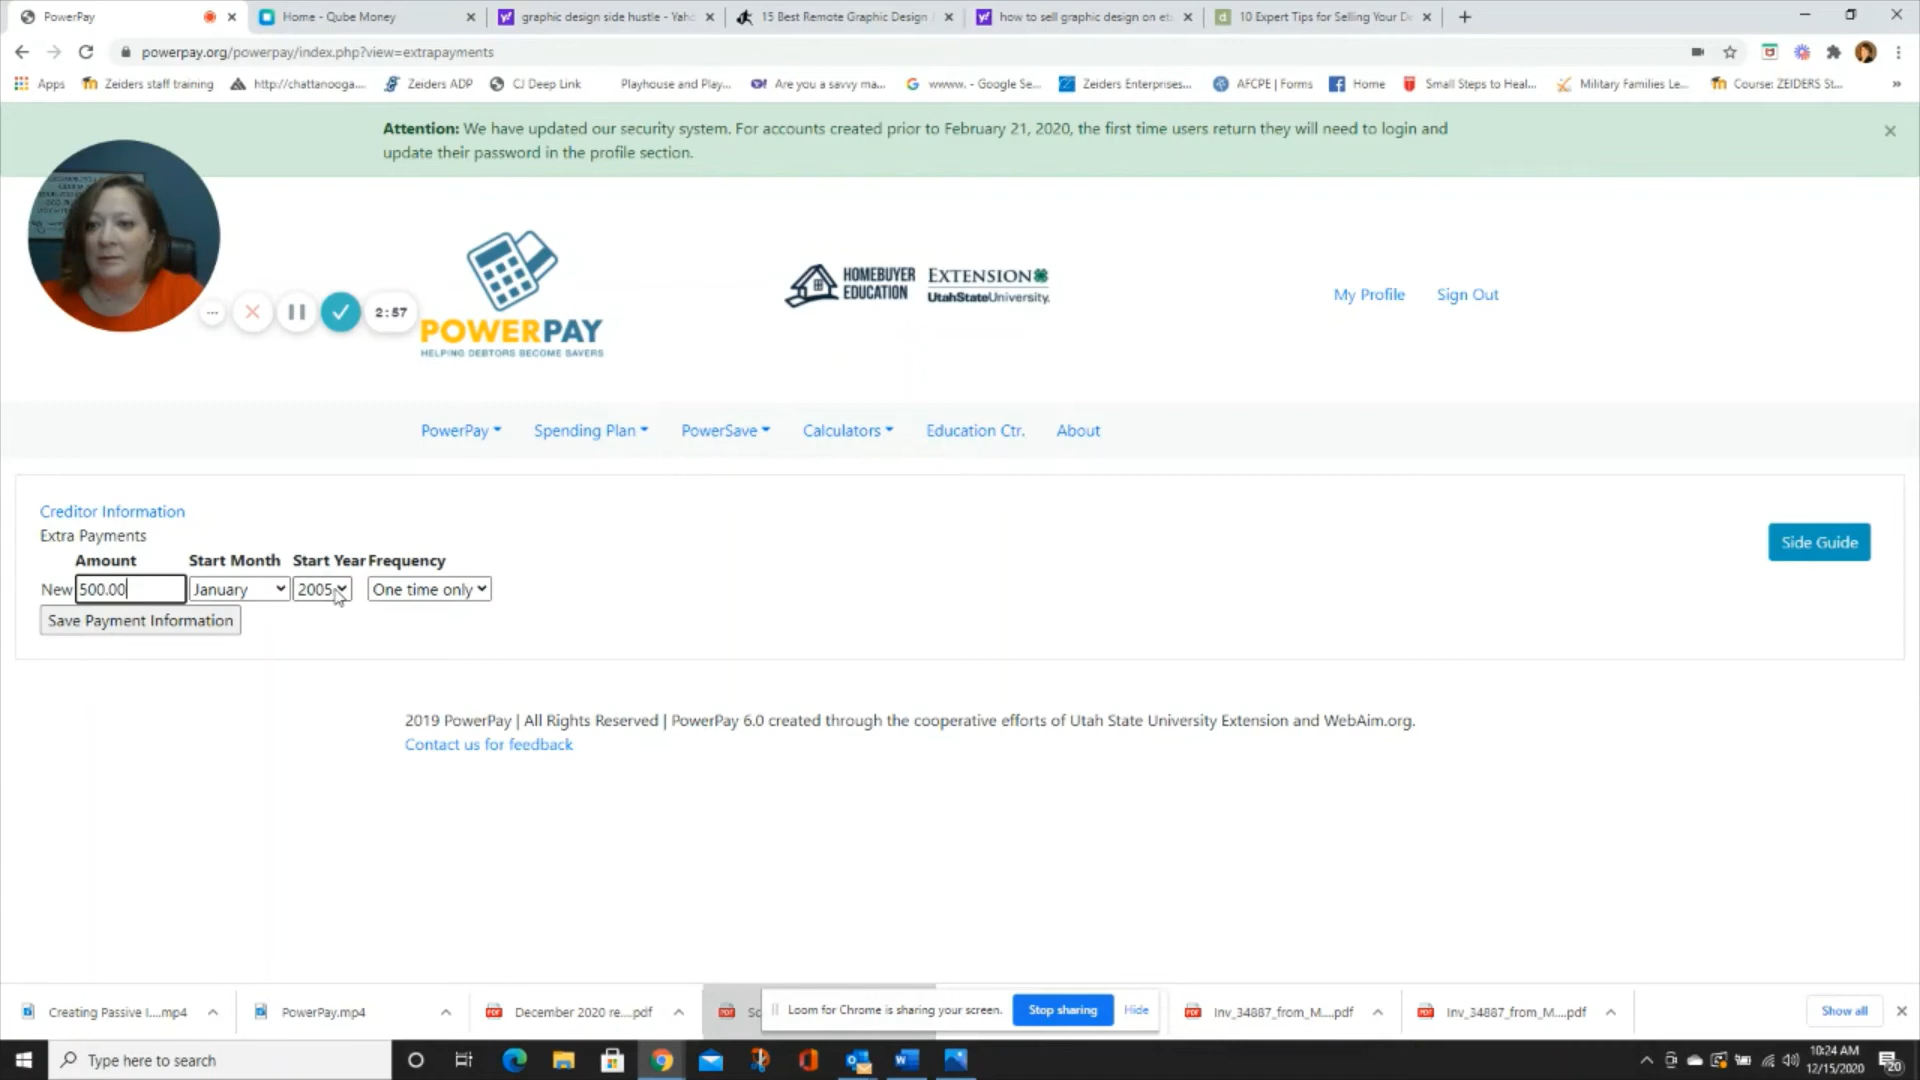 PowerPay
Home - Qube Money
graphic design side hustle - Yaho
15 Best Remote Graphic Design
how to sell graphic design on ets
10 Expert Tips for Selling Your De
powerpay.org/powerpay/index.php?view=extrapayments
Apps
Zeiders staff training
http://chattanooga....
Zeiders ADP
CJ Deep Link
Playhouse and Play...
Are you a savvy ma...
wwww. - Google Se...
Zeiders Enterprises...
AFCPE | Forms
Home
Small Steps to Heal...
Military Families Le...
Course: ZEIDERS St...
Attention: We have updated our security system. For accounts created prior to February 21, 2020, the first time users return they will need to login and
update their password in the profile section.
2:57
POWERPAY
HELPING DEBTORS BECOME SAVERS
HOMEBUYER
EDUCATION
EXTENSION
UtahStateUniversity.
My Profile
Sign Out
PowerPay
Spending Plan
PowerSave
Calculators
Education Ctr.
About
Creditor Information
Extra Payments
Amount Start Month Start Year Frequency
New 500.00 January 2005 One time only
Save Payment Information
Side Guide
2019 PowerPay | All Rights Reserved | PowerPay 6.0 created through the cooperative efforts of Utah State University Extension and WebAim.org.
Contact us for feedback
Creating Passive I....mp4
PowerPay.mp4
December 2020 re....pdf
Sc
Loom for Chrome is sharing your screen.
Stop sharing
Hide
Inv_34887_from_M....pdf
Inv_34887_from_M....pdf
Show all
Type here to search
10:24 AM
12/15/2020
20